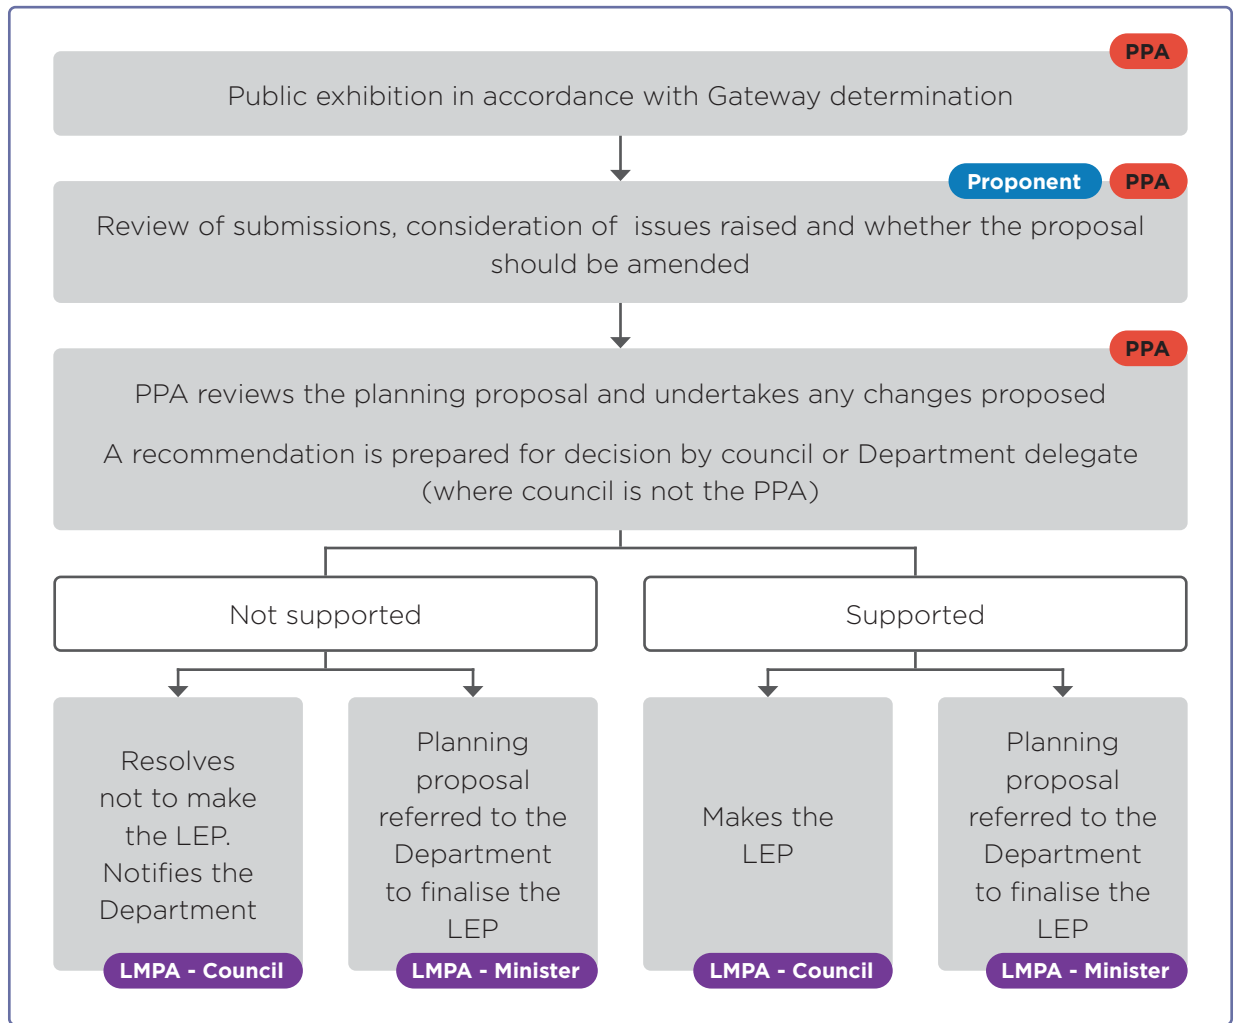 PPA
Public exhibition in accordance with Gateway determination
Proponent
PPA
Review of submissions, consideration of issues raised and whether the proposal
should be amended
PPA
PPA reviews the planning proposal and undertakes any changes proposed
A recommendation is prepared for decision by council or Department delegate
(where council is not the PPA)
Not supported
Supported
Resolves
not to make
the LEP.
Notifies the
Department
LMPA - Council
Planning
proposal
referred to the
Department
to finalise the
LEP
LMPA - Minister
Makes the
LEP
LMPA - Council
Planning
proposal
referred to the
Department
to finalise the
LEP
LMPA - Minister